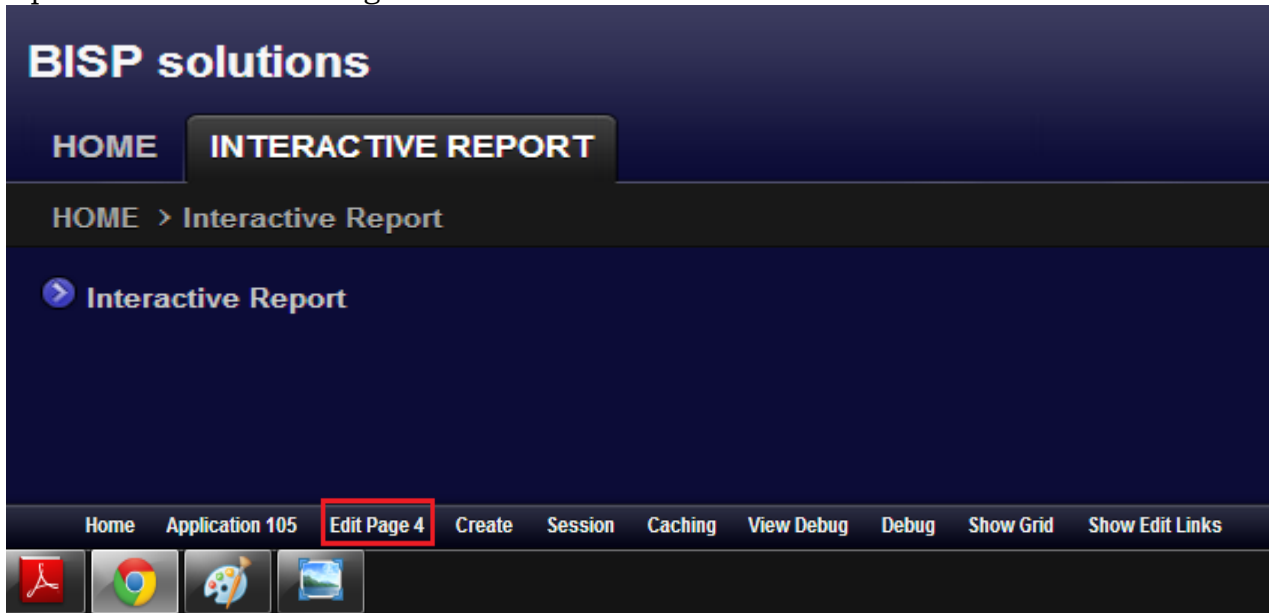 BISP solutions
HOME INTERACTIVE REPORT
HOME > Interactive Report
Interactive Report
Home Application 105 Edit Page 4 Create Session Caching View Debug Debug Show Grid Show Edit Links